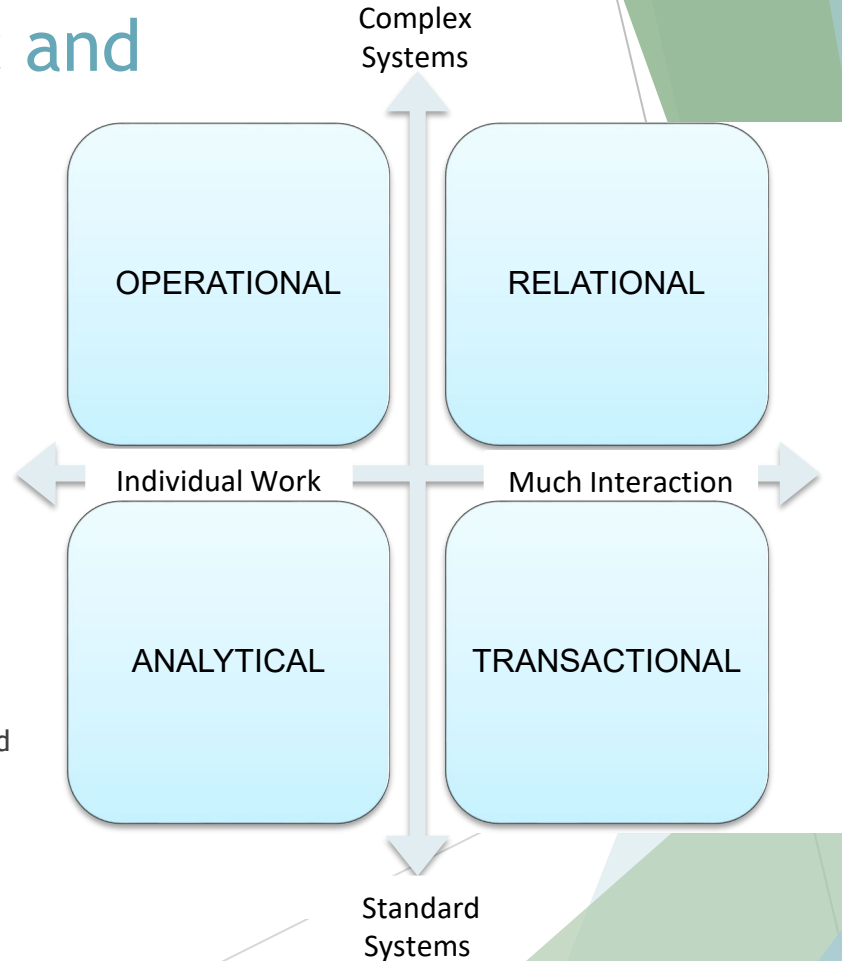 and
Complex
Systems
OPERATIONAL
RELATIONAL
Individual Work
Much Interaction
ANALYTICAL
TRANSACTIONAL
Standard
Systems